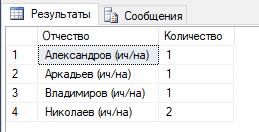 Результаты Сообщения
Отчество Количество
1 Александров (ич/на) 1
2 Аркадьев (ич/на) 1
3 Владимиров (ич/на) 1
4 Николаев (ич/на) 2